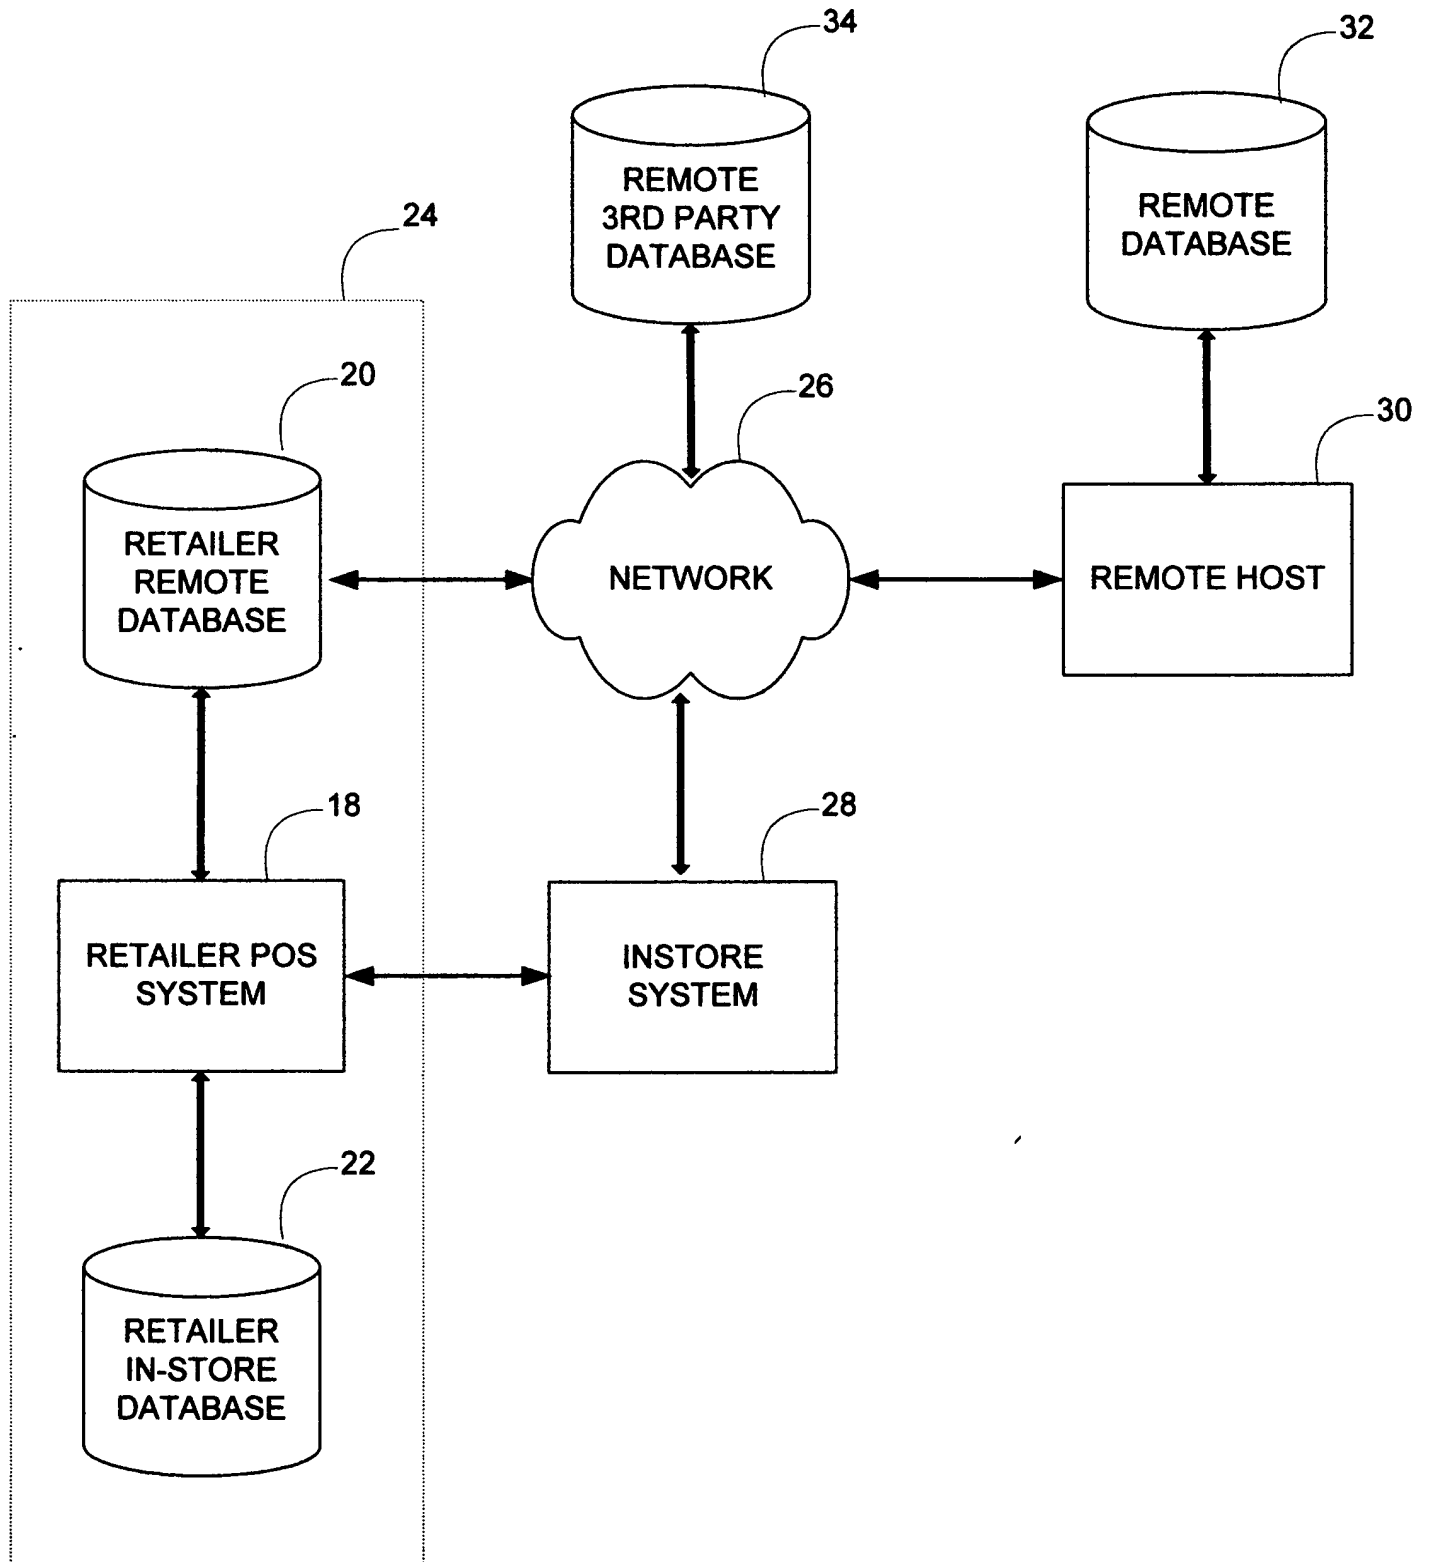 34
32
REMOTE
3RD PARTY
DATABASE
REMOTE
DATABASE
24
20
26
30
RETAILER
REMOTE
DATABASE
NETWORK
REMOTE HOST
18
28
RETAILER POS
SYSTEM
INSTORE
SYSTEM
22
RETAILER
IN-STORE
DATABASE